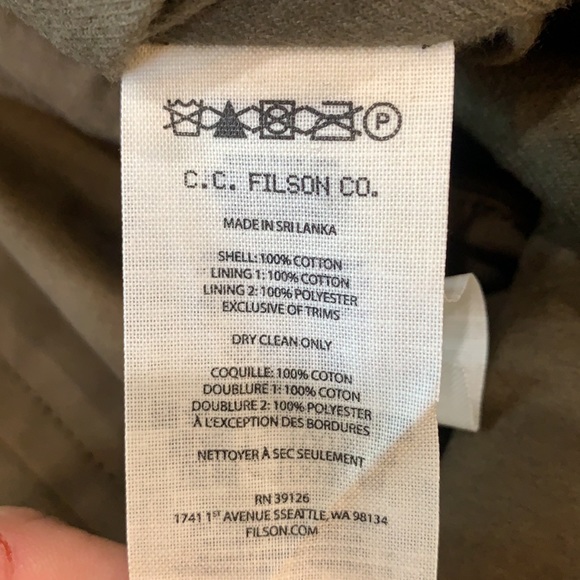 P
C.C. FILSON CO.
MADE IN SRI LANKA
SHELL: 100% COTTON
LINING 1: 100% COTTON
LINING 2: 100% POLYESTER
EXCLUSIVE OF TRIMS
DRY CLEAN ONLY
COQUILLE: 100% COTON
DOUBLURE 1: 100% COTON
DOUBLURE 2: 100% POLYESTER
À L'EXCEPTION DES BORDURES
NETTOYER À SEC SEULEMENT
RN 39126
1741 1ST AVENUE SSEATTLE, WA 98134
FILSON.COM